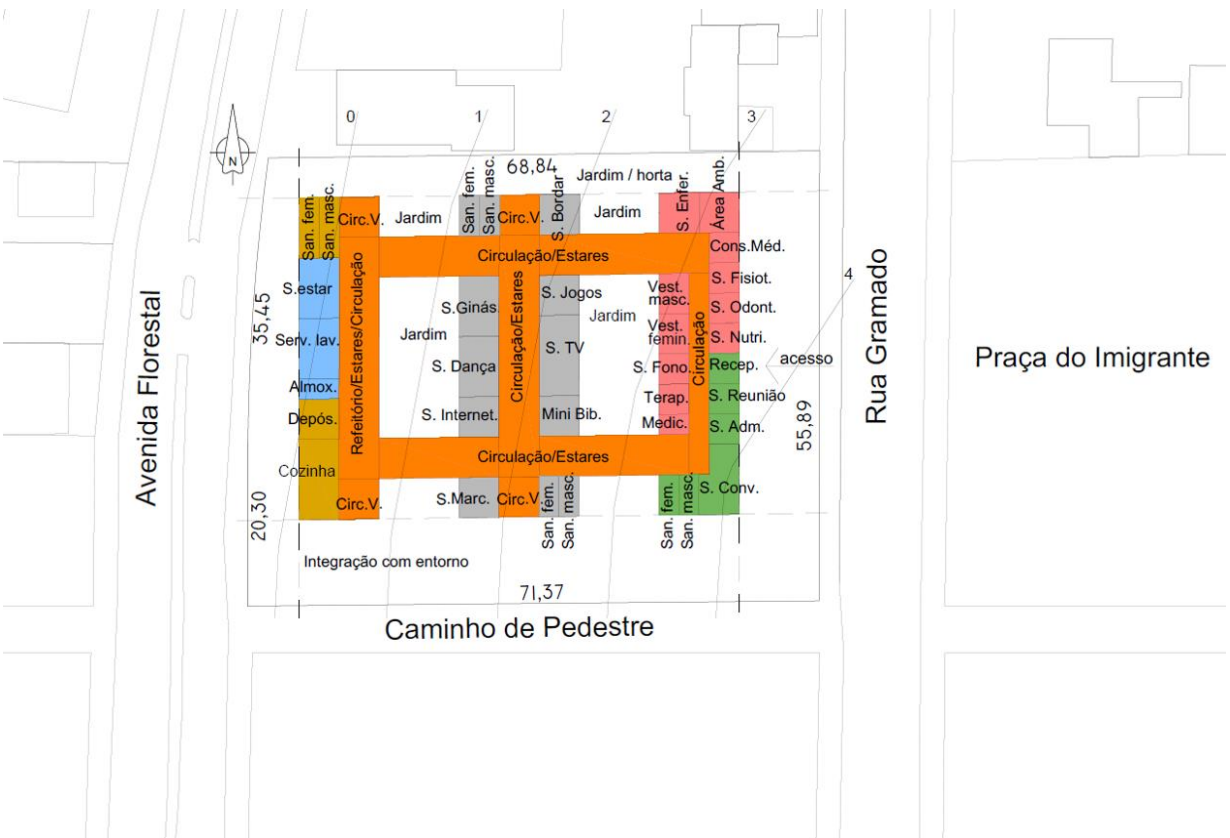 0
1
2
3
68,84
Jardim / horta
N
San. fem.
San. masc.
Circ.V.
Jardim
San. fem.
San. masc.
Circ.V.
S. Bordar
Jardim
S. Enfer.
Área Amb.
Circulação/Estares
Cons.Méd.
S.estar
Refeitório/Estares/Circulação
S.Ginás.
Circulação/Estares
S. Jogos
Jardim
Vest.
masc.
Circulação
S. Fisiot.
4
35,45
Jardim
S. Odont.
Serv. lav.
S. TV
Vest.
femin.
S. Nutri.
S. Dança
S. Fono.
Recep.
acesso
Almox.
Terap.
S. Reunião
Depós.
S. Internet.
Mini Bib.
Medic.
S. Adm.
55,89
Cozinha
Circulação/Estares
20,30
Circ.V.
S.Marc.
Circ.V.
San. fem.
San. masc.
San. fem.
San. masc.
S. Conv.
Integração com entorno
71,37
Caminho de Pedestre
Avenida Florestal
Rua Gramado
Praça do Imigrante